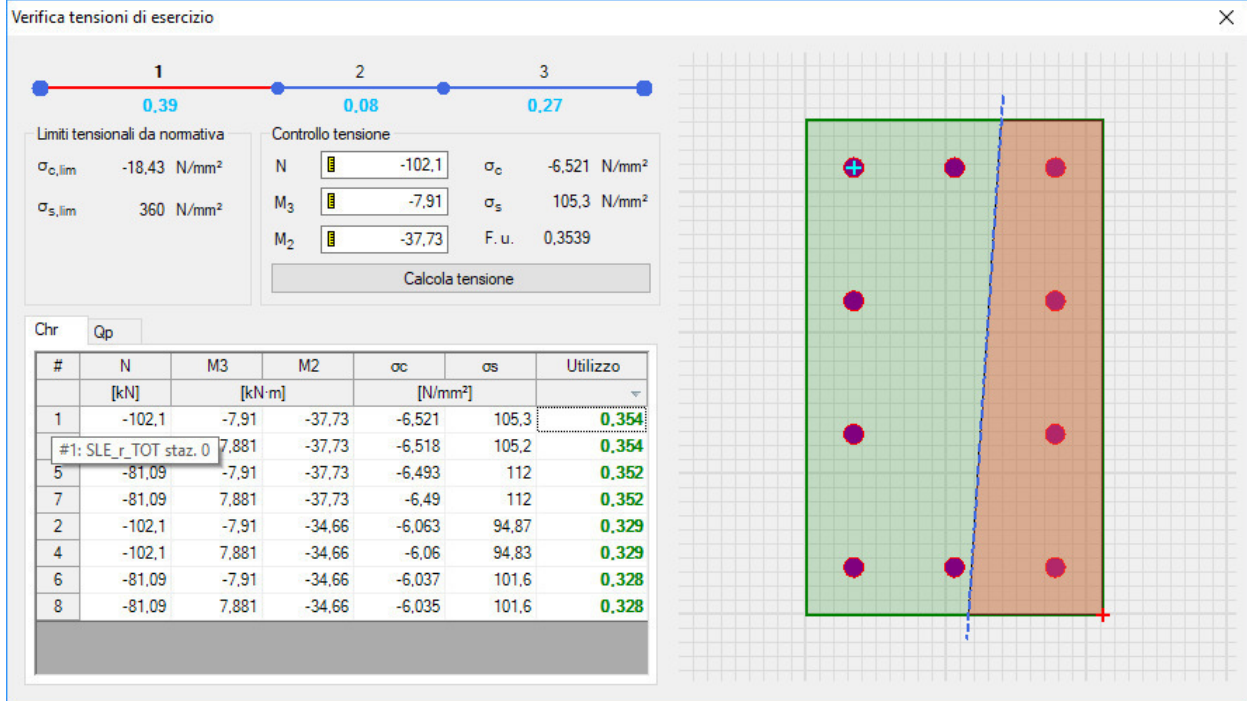 Verifica tensioni di esercizio
1 2 3
0,39 0,08 0,27
Limiti tensionali da normativa
σc,lim -18,43 N/mm²
σs,lim 360 N/mm²
Controllo tensione
N -102,1 σc -6,521 N/mm²
M3 -7,91 σs 105,3 N/mm²
M2 -37,73 F. u. 0,3539
Calcola tensione
Chr Qp
# N M3 M2 σc σs Utilizzo
[kN] [kN·m] [N/mm²]
1 -102,1 -7,91 -37,73 -6,521 105,3 0,354
#1: SLE_r_TOT staz. 0 7,881 -37,73 -6,518 105,2 0,354
5 -81,09 -7,91 -37,73 -6,493 112 0,352
7 -81,09 7,881 -37,73 -6,49 112 0,352
2 -102,1 -7,91 -34,66 -6,063 94,87 0,329
4 -102,1 7,881 -34,66 -6,06 94,83 0,329
6 -81,09 -7,91 -34,66 -6,037 101,6 0,328
8 -81,09 7,881 -34,66 -6,035 101,6 0,328